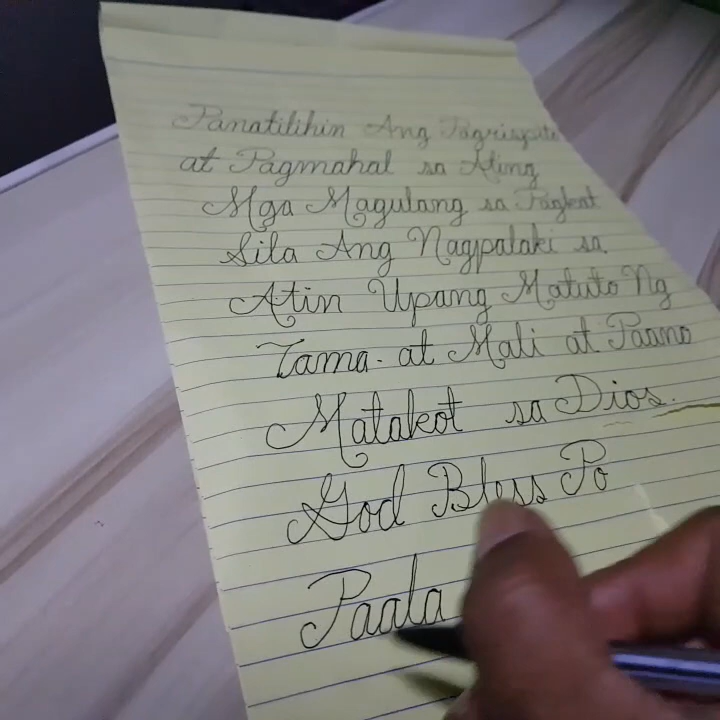 Panatilihin Ang Pagrispito
at Pagmahal sa Ating
Mga Magulang sa Pagkat
Sila Ang Nagpalaki sa
Atin Upang Matuto Ng
Tama. at Mali at Paano
Matakot sa Dios.
God Bless Po
Paala